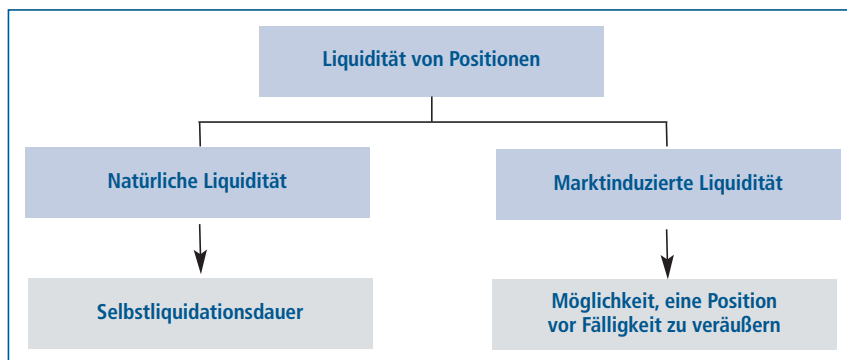 Liquidität von Positionen
Natürliche Liquidität
Marktinduzierte Liquidität
Selbstliquidationsdauer
Möglichkeit, eine Position
vor Fälligkeit zu veräußern